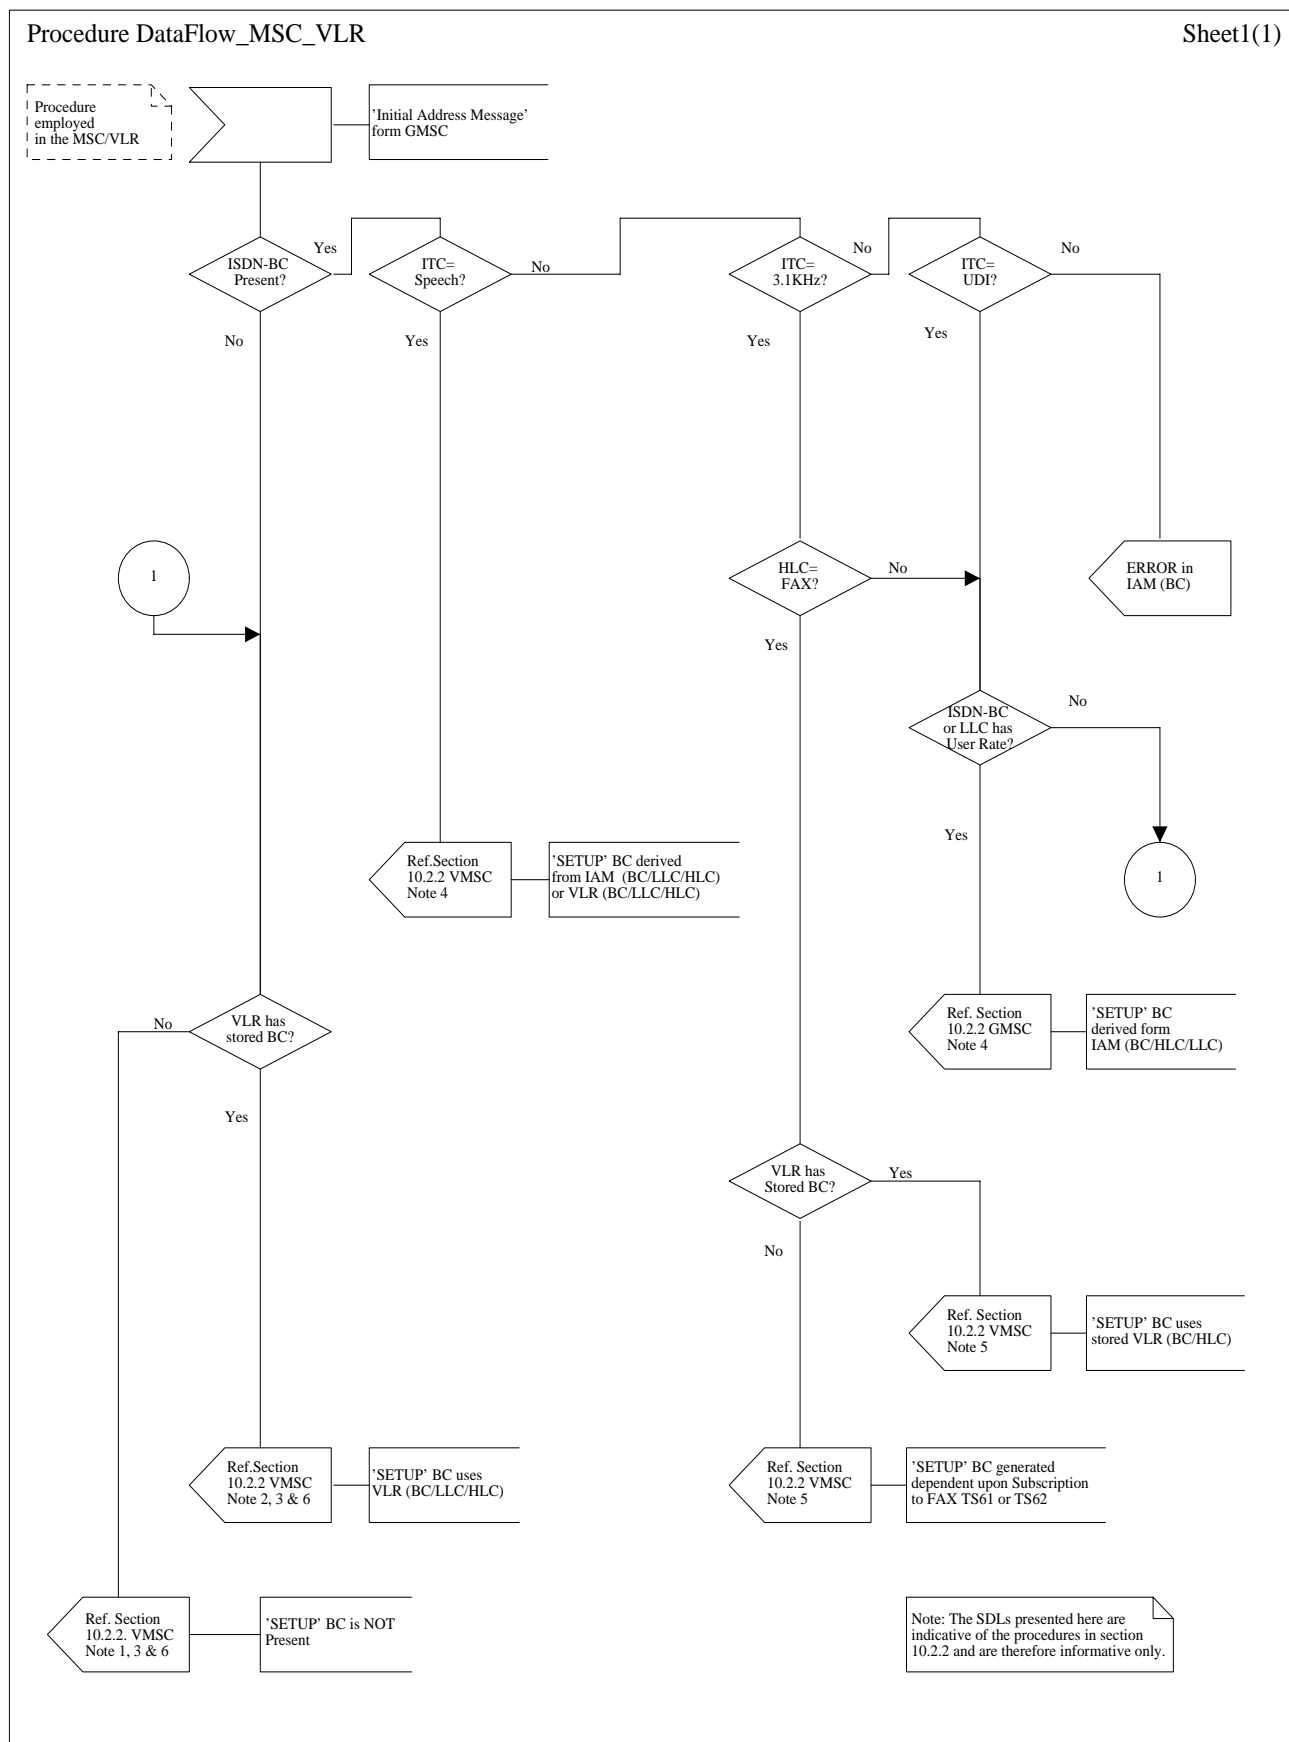 Procedure DataFlow_MSC_VLR
Sheet1(1)
Procedure
employed
in the MSC/VLR
'Initial Address Message'
form GMSC
ISDN-BC
Present?
Yes
No
ITC=
Speech?
No
Yes
ITC=
3.1KHz?
No
Yes
ITC=
UDI?
No
Yes
1
HLC=
FAX?
No
Yes
ERROR in
IAM (BC)
ISDN-BC
or LLC has
User Rate?
No
Yes
Ref.Section
10.2.2 VMSC
Note 4
'SETUP' BC derived
from IAM (BC/LLC/HLC)
or VLR (BC/LLC/HLC)
1
VLR has
stored BC?
No
Yes
Ref. Section
10.2.2 GMSC
Note 4
'SETUP' BC
derived form
IAM (BC/HLC/LLC)
VLR has
Stored BC?
Yes
No
Ref. Section
10.2.2 VMSC
Note 5
'SETUP' BC uses
stored VLR (BC/HLC)
Ref.Section
10.2.2 VMSC
Note 2, 3 & 6
'SETUP' BC uses
VLR (BC/LLC/HLC)
Ref. Section
10.2.2 VMSC
Note 5
'SETUP' BC generated
dependent upon Subscription
to FAX TS61 or TS62
Ref. Section
10.2.2. VMSC
Note 1, 3 & 6
'SETUP' BC is NOT
Present
Note: The SDLs presented here are
indicative of the procedures in section
10.2.2 and are therefore informative only.